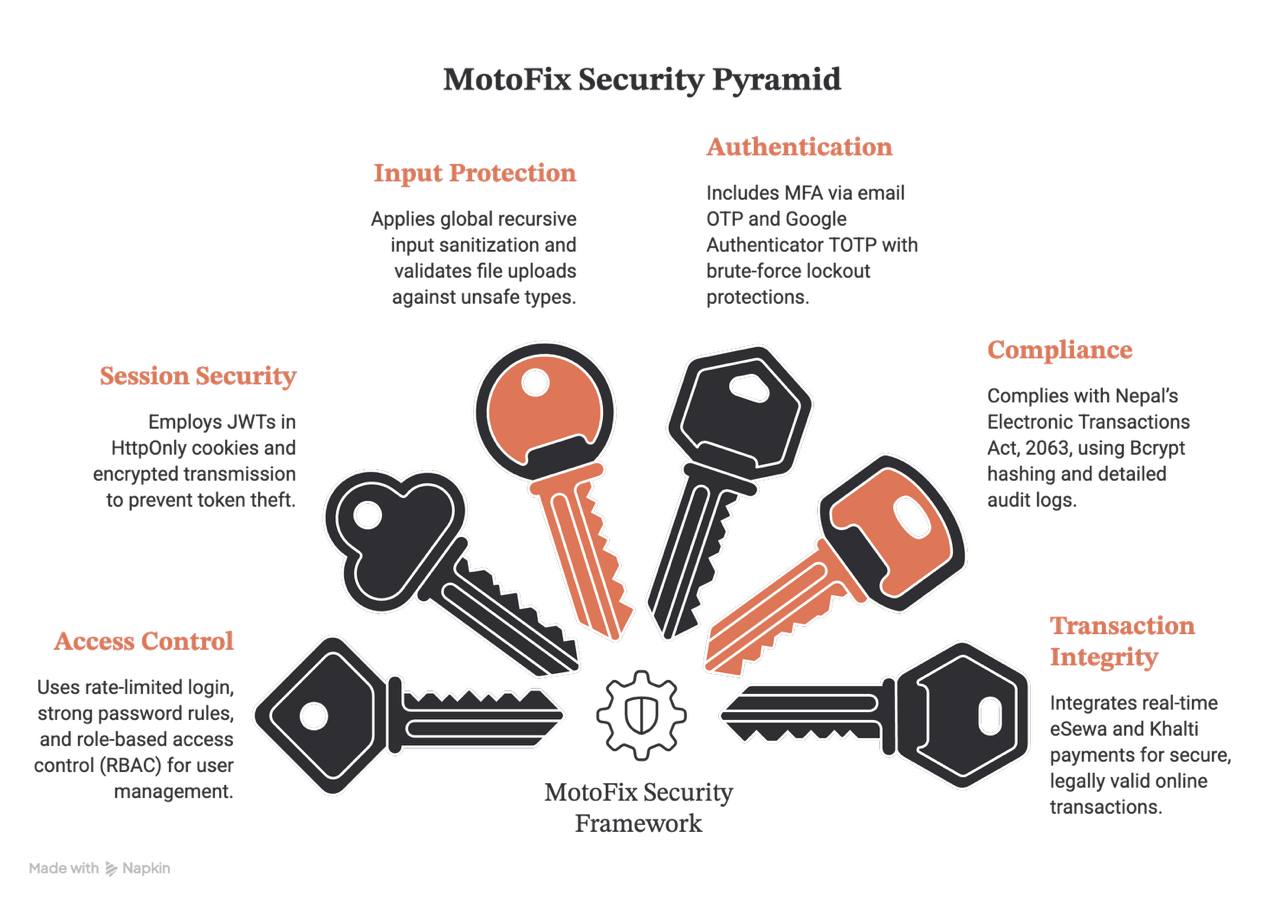 MotoFix Security Pyramid
Authentication
Includes MFA via email
OTP and Google
Authenticator TOTP with
brute-force lockout
protections.
Input Protection
Applies global recursive
input sanitization and
validates file uploads
against unsafe types.
Compliance
Complies with Nepal’s
Electronic Transactions
Act, 2063, using Bcrypt
hashing and detailed
audit logs.
Session Security
Employs JWTs in
HttpOnly cookies and
encrypted transmission
to prevent token theft.
Transaction
Integrity
Integrates real-time
eSewa and Khalti
payments for secure,
legally valid online
transactions.
Access Control
Uses rate-limited login,
strong password rules,
and role-based access
control (RBAC) for user
management.
MotoFix Security
Framework
Made with Napkin